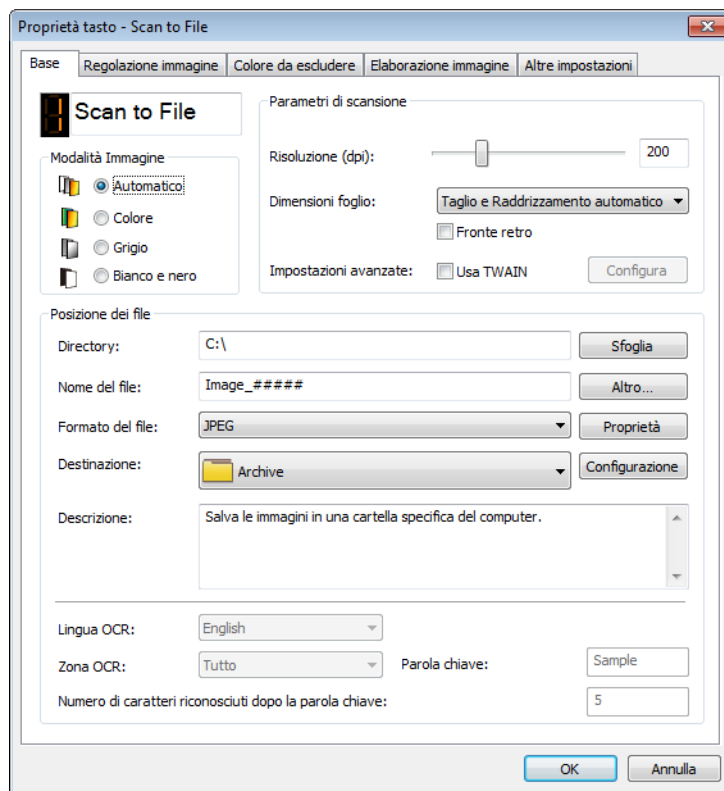 Proprietà tasto - Scan to File
Base Regolazione immagine Colore da escludere Elaborazione immagine Altre impostazioni
1 Scan to File
Modalità Immagine
Automatico
Colore
Grigio
Bianco e nero
Parametri di scansione
Risoluzione (dpi): 200
Dimensioni foglio: Taglio e Raddrizzamento automatico
Fronte retro
Impostazioni avanzate: Usa TWAIN Configura
Posizione dei file
Directory: C:\ Sfoglia
Nome del file: Image_##### Altro...
Formato del file: JPEG Proprietà
Destinazione: Archive Configurazione
Descrizione: Salva le immagini in una cartella specifica del computer.
Lingua OCR: English
Zona OCR: Tutto Parola chiave: Sample
Numero di caratteri riconosciuti dopo la parola chiave: 5
OK Annulla